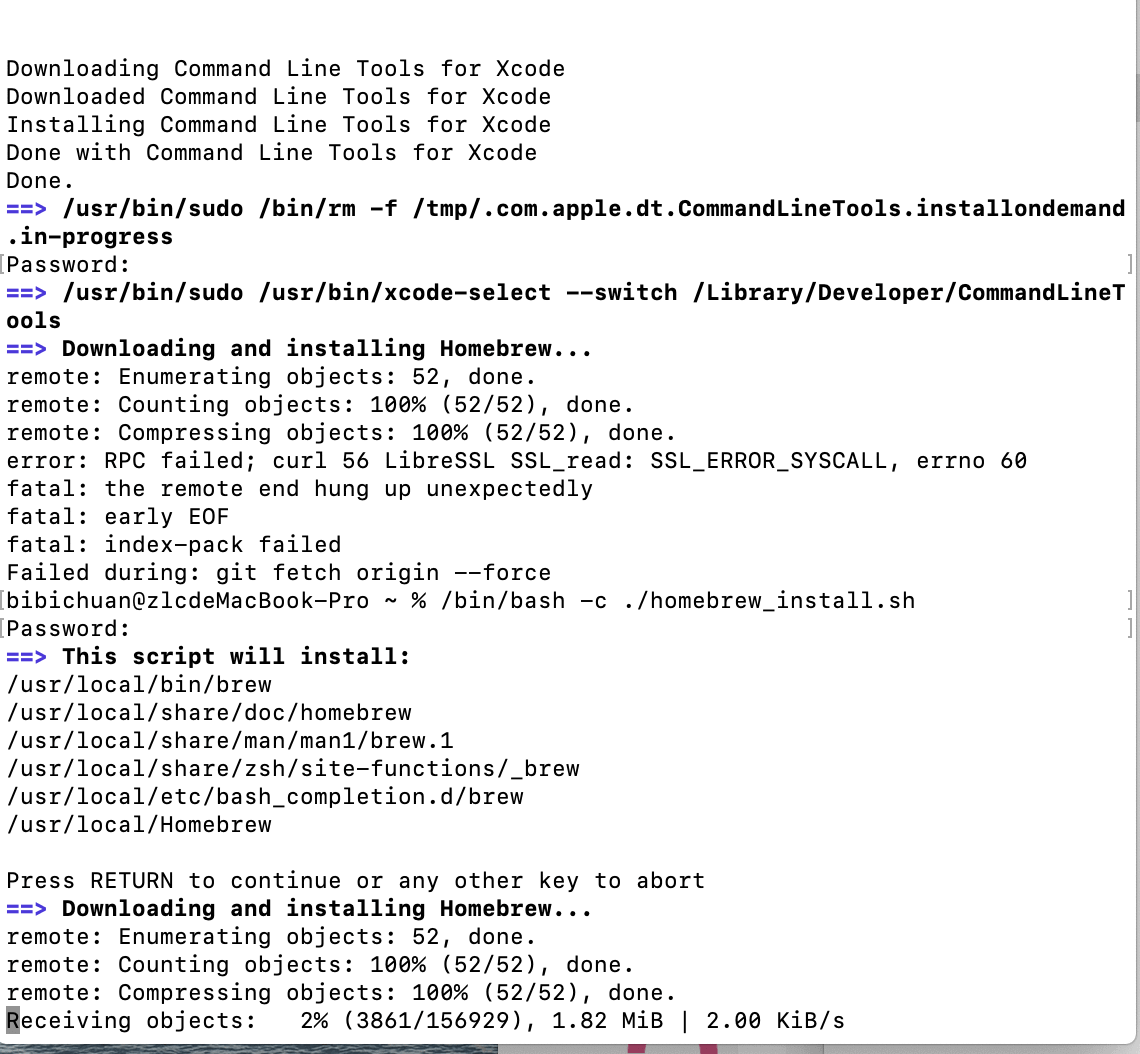 Downloading Command Line Tools for Xcode
Downloaded Command Line Tools for Xcode
Installing Command Line Tools for Xcode
Done with Command Line Tools for Xcode
Done.
==> /usr/bin/sudo /bin/rm -f /tmp/.com.apple.dt.CommandLineTools.installondemand
.in-progress
[Password: ]
==> /usr/bin/sudo /usr/bin/xcode-select --switch /Library/Developer/CommandLineT
ools
==> Downloading and installing Homebrew...
remote: Enumerating objects: 52, done.
remote: Counting objects: 100% (52/52), done.
remote: Compressing objects: 100% (52/52), done.
error: RPC failed; curl 56 LibreSSL SSL_read: SSL_ERROR_SYSCALL, errno 60
fatal: the remote end hung up unexpectedly
fatal: early EOF
fatal: index-pack failed
Failed during: git fetch origin --force
[bibichuan@zlcdeMacBook-Pro ~ % /bin/bash -c ./homebrew_install.sh ]
[Password: ]
==> This script will install:
/usr/local/bin/brew
/usr/local/share/doc/homebrew
/usr/local/share/man/man1/brew.1
/usr/local/share/zsh/site-functions/_brew
/usr/local/etc/bash_completion.d/brew
/usr/local/Homebrew
Press RETURN to continue or any other key to abort
==> Downloading and installing Homebrew...
remote: Enumerating objects: 52, done.
remote: Counting objects: 100% (52/52), done.
remote: Compressing objects: 100% (52/52), done.
Receiving objects:   2% (3861/156929), 1.82 MiB | 2.00 KiB/s